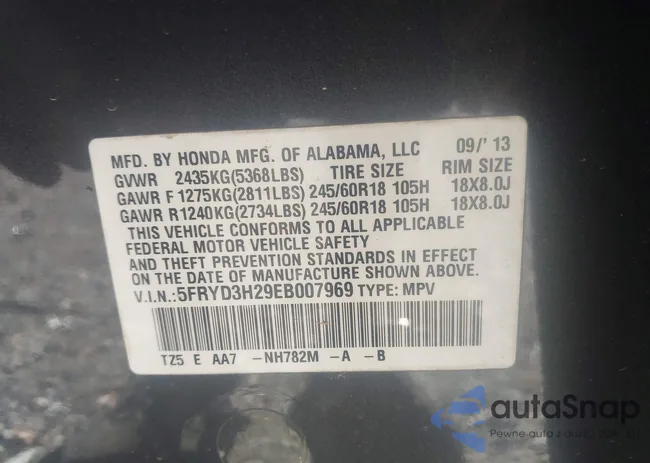 MFD. BY HONDA MFG. OF ALABAMA, LLC 09/' 13
GVWR 2435KG(5368LBS) TIRE SIZE RIM SIZE
GAWR F 1275KG(2811LBS) 245/60R18 105H 18X8.0J
GAWR R1240KG(2734LBS) 245/60R18 105H 18X8.0J
THIS VEHICLE CONFORMS TO ALL APPLICABLE
FEDERAL MOTOR VEHICLE SAFETY
AND THEFT PREVENTION STANDARDS IN EFFECT
ON THE DATE OF MANUFACTURE SHOWN ABOVE.
V.I.N.:5FRYD3H29EB007969 TYPE: MPV
TZ5 E AA7 -NH782M -A -B
autaSnap
Pewne auto z